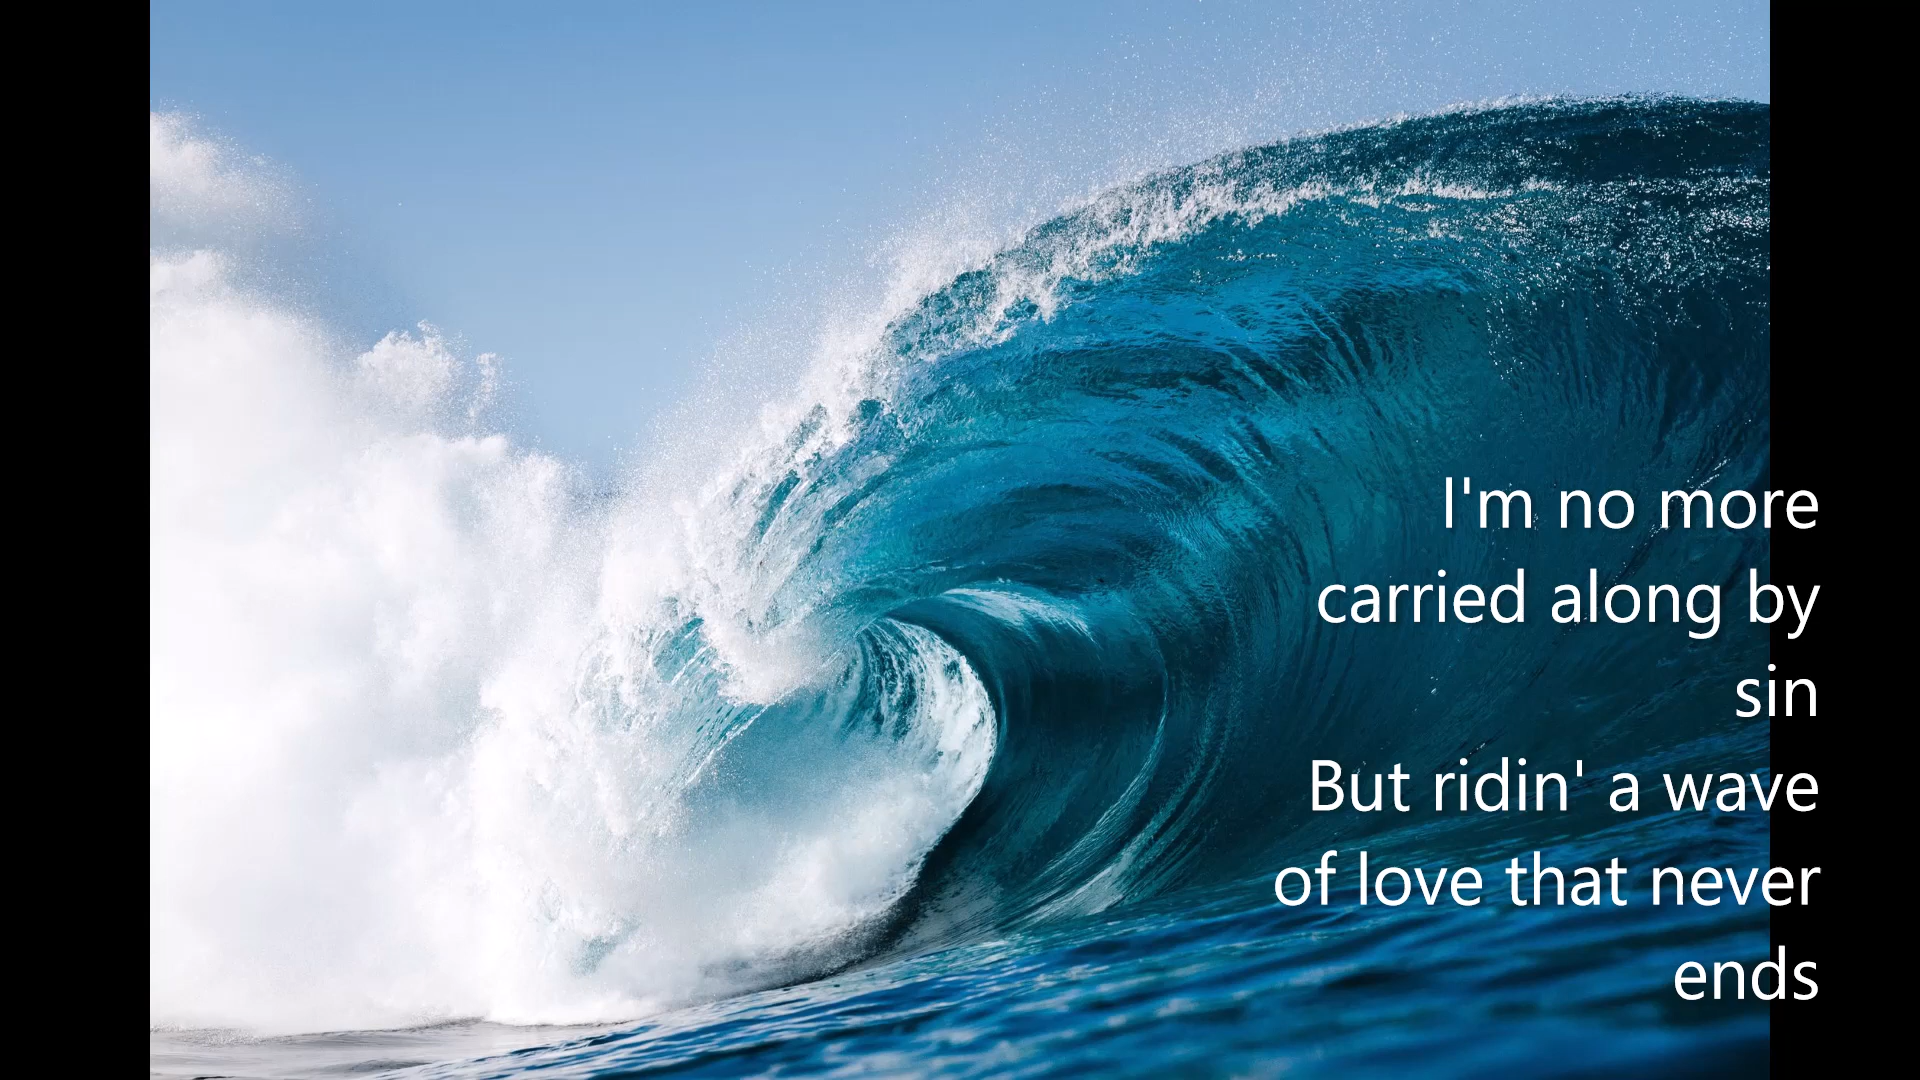 I'm no more
carried along by
sin
But ridin' a wave
of love that never
ends